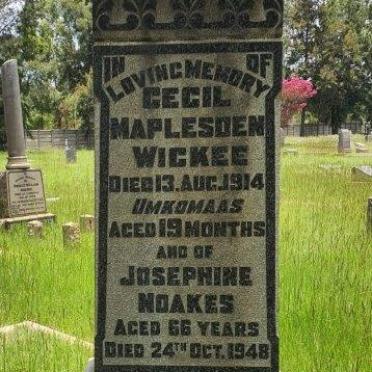 IN LOVING MEMORY OF
CECIL
MAPLESDEN
WICKEE
DIED 13. AUG. 1914
UMKOMAAS
AGED 19 MONTHS
AND OF
JOSEPHINE
NOAKES
AGED 66 YEARS
DIED 24TH OCT. 1948